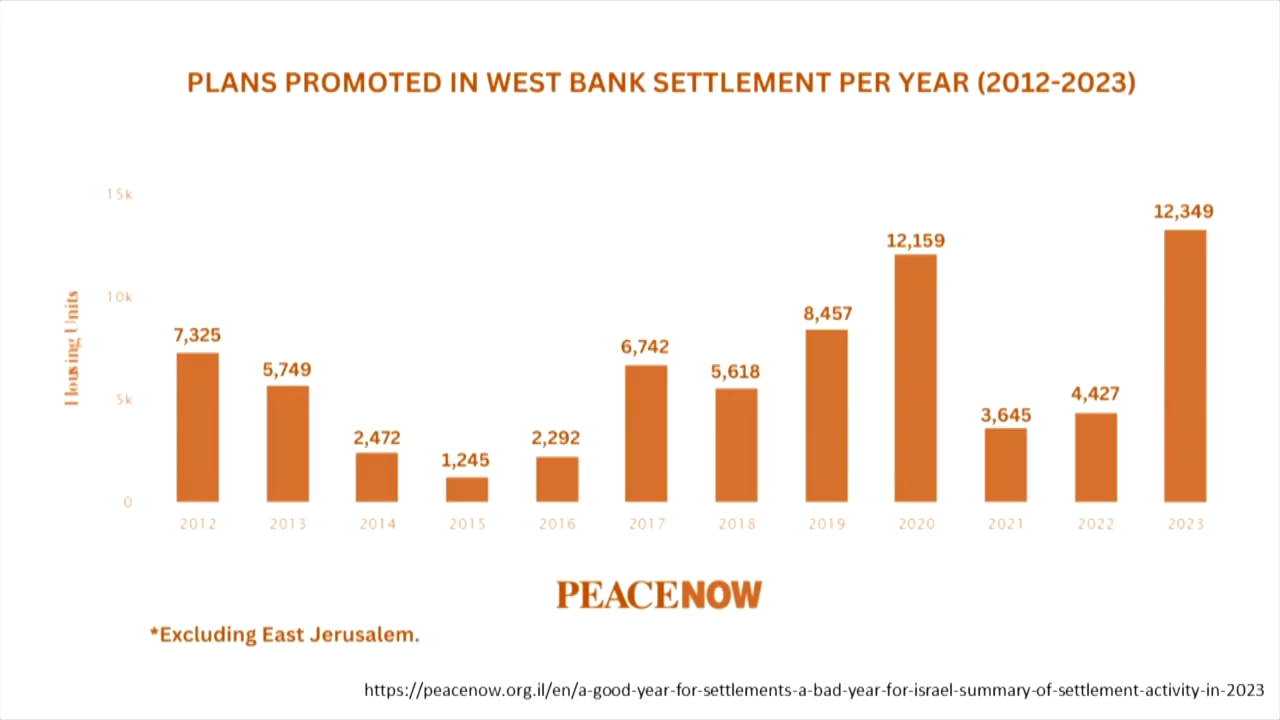 PLANS PROMOTED IN WEST BANK SETTLEMENT PER YEAR (2012-2023)
15k
10k
5k
0
Housing Units
7,325
5,749
2,472
1,245
2,292
6,742
5,618
8,457
12,159
3,645
4,427
12,349
2012 2013 2014 2015 2016 2017 2018 2019 2020 2021 2022 2023
PEACENOW
*Excluding East Jerusalem.
https://peacenow.org.il/en/a-good-year-for-settlements-a-bad-year-for-israel-summary-of-settlement-activity-in-2023